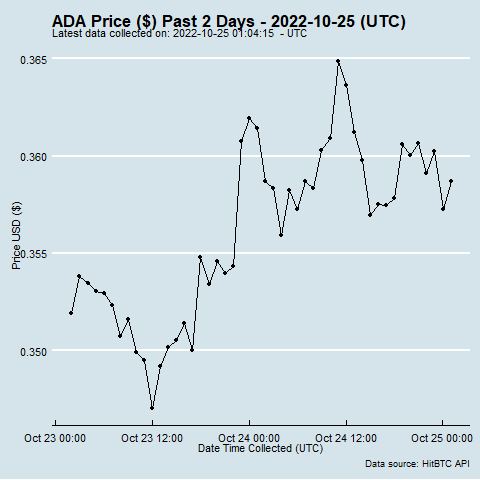 ADA Price ($) Past 2 Days - 2022-10-25 (UTC)
Latest data collected on: 2022-10-25 01:04:15 - UTC
0.365
0.360
0.355
0.350
Price USD ($)
Oct 23 00:00 Oct 23 12:00 Oct 24 00:00 Oct 24 12:00 Oct 25 00:00
Date Time Collected (UTC)
Data source: HitBTC API